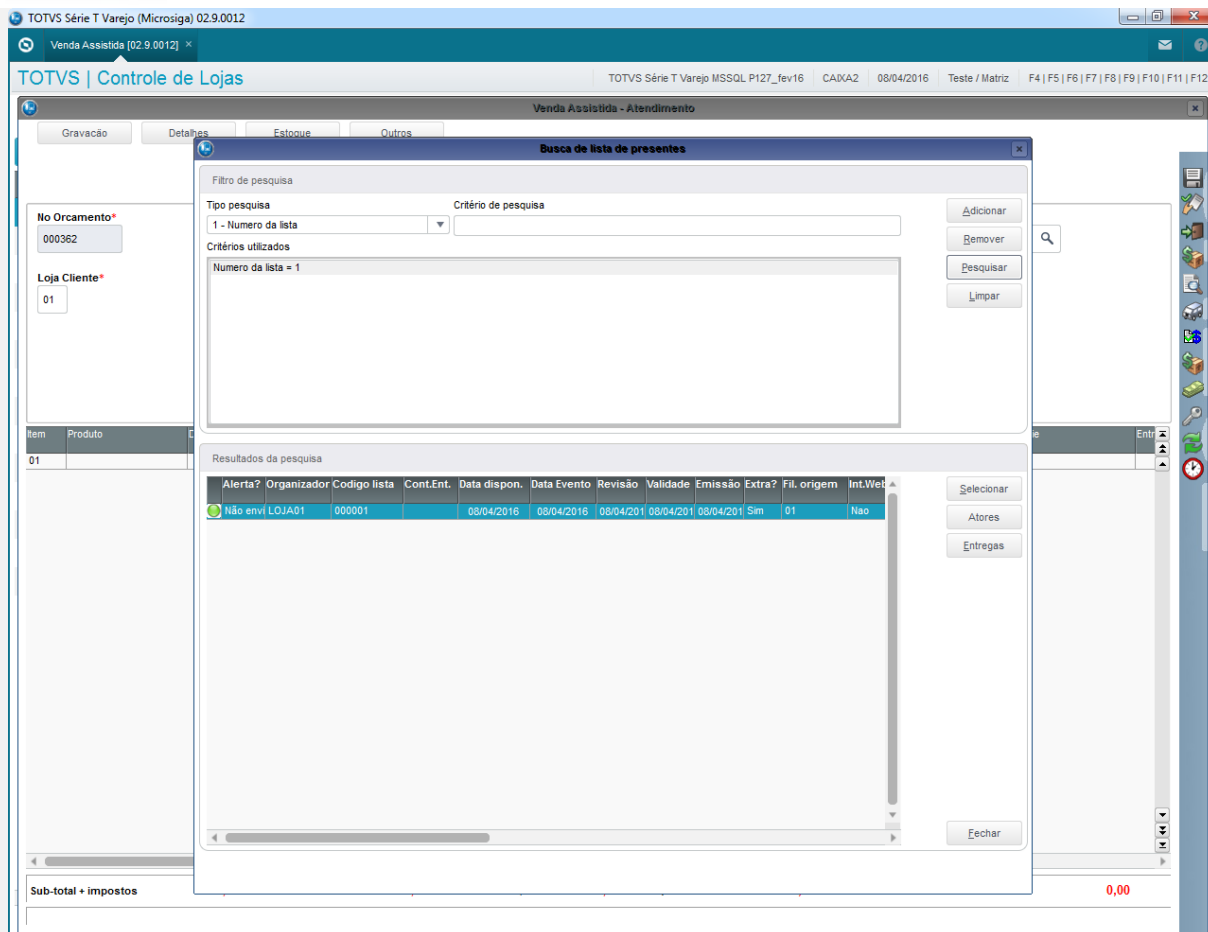 TOTVS Série T Varejo (Microsiga) 02.9.0012
Venda Assistida [02.9.0012] ×
TOTVS | Controle de Lojas
TOTVS Série T Varejo MSSQL P127_fev16 CAIXA2 08/04/2016 Teste / Matriz F4 | F5 | F6 | F7 | F8 | F9 | F10 | F11 | F12
Venda Assistida - Atendimento
Gravacão Detalhes Estoque Outros
Busca de lista de presentes
Filtro de pesquisa
Tipo pesquisa Critério de pesquisa
1 - Numero da lista
Critérios utilizados
Numero da lista = 1
Adicionar
Remover
Pesquisar
Limpar
No Orcamento*
000362
Loja Cliente*
01
Item Produto Entr
01
Resultados da pesquisa
Alerta? Organizador Codigo lista Cont.Ent. Data dispon. Data Evento Revisão Validade Emissão Extra? Fil. origem Int.Web
Não envi LOJA01 000001 08/04/2016 08/04/2016 08/04/201 08/04/201 08/04/201 Sim 01 Nao
Selecionar
Atores
Entregas
Fechar
Sub-total + impostos 0,00